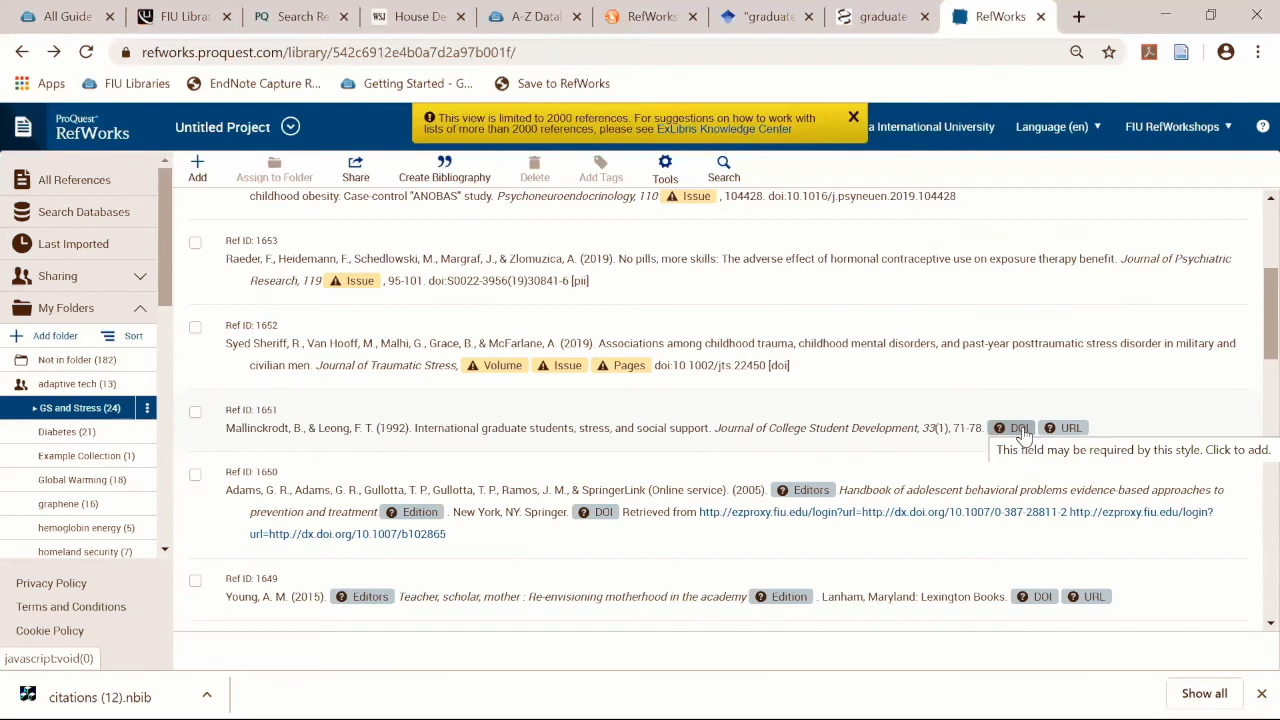 All Guide
FIU Librar
PQ Search Re
WSJ House De
A-Z Datal
RefWorks
"graduate
graduate
RefWorks
refworks.proquest.com/library/542c6912e4b0a7d2a97b001f/
Apps
FIU Libraries
EndNote Capture R...
Getting Started - G...
Save to RefWorks
ProQuest®
RefWorks
Untitled Project
This view is limited to 2000 references. For suggestions on how to work with
lists of more than 2000 references, please see ExLibris Knowledge Center
a International University
Language (en)
FIU RefWorkshops
All References
Search Databases
Last Imported
Sharing
My Folders
Add folder
Sort
Not in folder (182)
adaptive tech (13)
GS and Stress (24)
Diabetes (21)
Example Collection (1)
Global Warming (18)
graphene (16)
hemoglobin energy (5)
homeland security (7)
Privacy Policy
Terms and Conditions
Cookie Policy
javascript:void(0)
Add
Assign to Folder
Share
Create Bibliography
Delete
Add Tags
Tools
Search
childhood obesity: Case-control "ANOBAS" study. Psychoneuroendocrinology, 110 Issue , 104428. doi:10.1016/j.psyneuen.2019.104428
Ref ID: 1653
Raeder, F., Heidemann, F., Schedlowski, M., Margraf, J., & Zlomuzica, A. (2019). No pills, more skills: The adverse effect of hormonal contraceptive use on exposure therapy benefit. Journal of Psychiatric
Research, 119 Issue , 95-101. doi:S0022-3956(19)30841-6 [pii]
Ref ID: 1652
Syed Sheriff, R., Van Hooff, M., Malhi, G., Grace, B., & McFarlane, A. (2019). Associations among childhood trauma, childhood mental disorders, and past-year posttraumatic stress disorder in military and
civilian men. Journal of Traumatic Stress, Volume Issue Pages doi:10.1002/jts.22450 [doi]
Ref ID: 1651
Mallinckrodt, B., & Leong, F. T. (1992). International graduate students, stress, and social support. Journal of College Student Development, 33(1), 71-78. DOI URL
This field may be required by this style. Click to add.
Ref ID: 1650
Adams, G. R., Adams, G. R., Gullotta, T. P., Gullotta, T. P., Ramos, J. M., & SpringerLink (Online service). (2005). Editors Handbook of adolescent behavioral problems evidence-based approaches to
prevention and treatment Edition . New York, NY: Springer. DOI Retrieved from http://ezproxy.fiu.edu/login?url=http://dx.doi.org/10.1007/0-387-28811-2 http://ezproxy.fiu.edu/login?
url=http://dx.doi.org/10.1007/b102865
Ref ID: 1649
Young, A. M. (2015). Editors Teacher, scholar, mother : Re-envisioning motherhood in the academy Edition . Lanham, Maryland: Lexington Books. DOI URL
citations (12).nbib
Show all